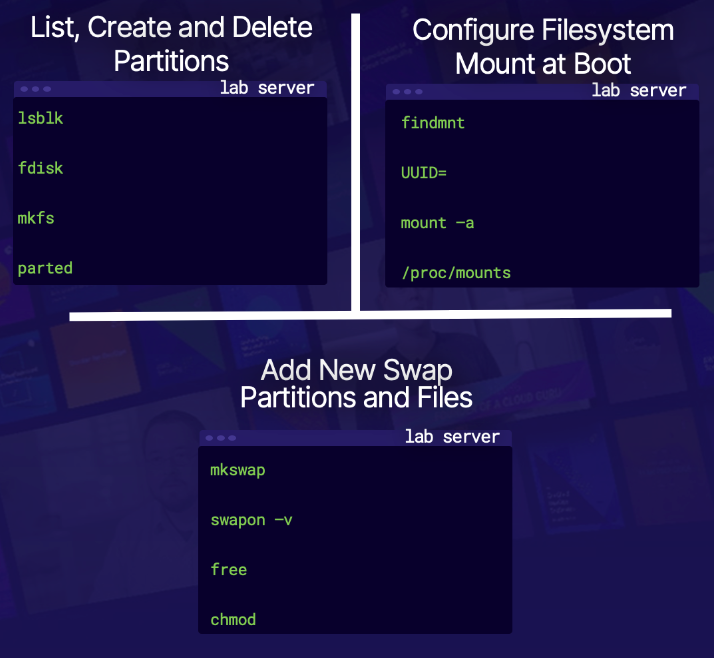 List, Create and Delete
Partitions
lab server
lsblk
fdisk
mkfs
parted
Configure Filesystem
Mount at Boot
lab server
findmnt
UUID=
mount –a
/proc/mounts
Add New Swap
Partitions and Files
lab server
mkswap
swapon –v
free
chmod